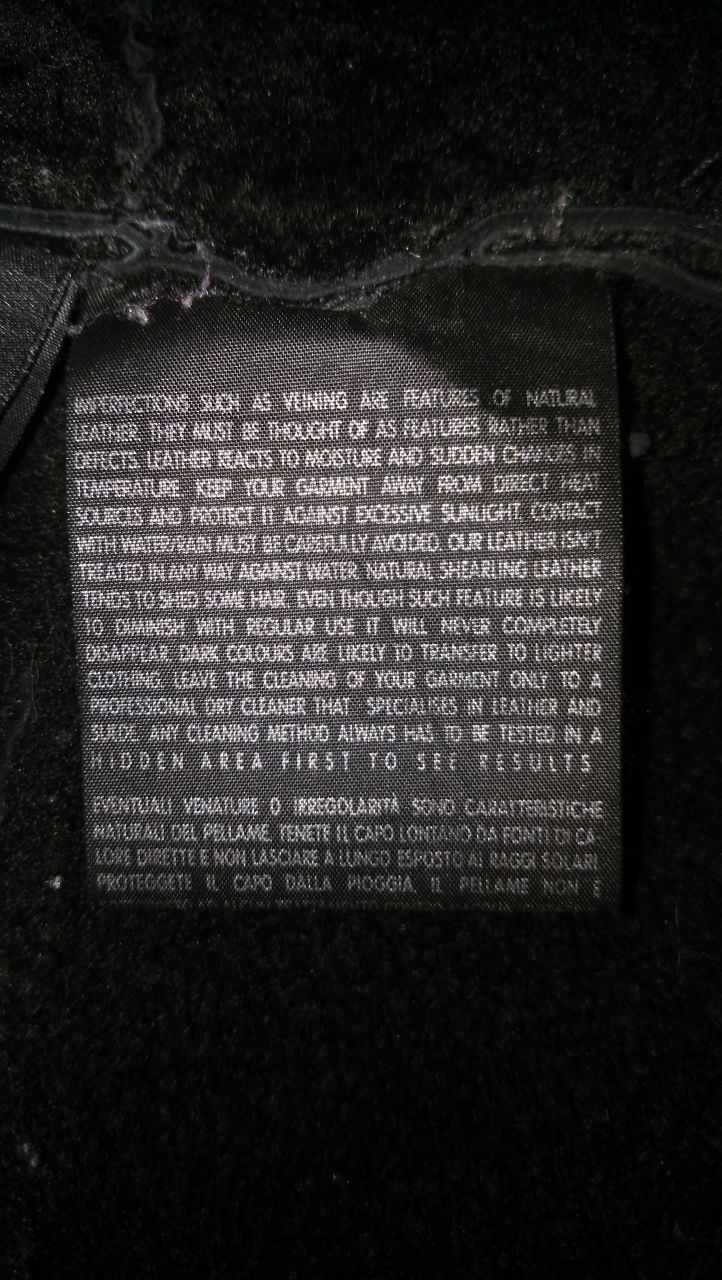 IMPERFECTIONS SUCH AS VEINING ARE FEATURES OF NATURAL
LEATHER. THEY MUST BE THOUGHT OF AS FEATURES RATHER THAN
DEFECTS. LEATHER REACTS TO MOISTURE AND SUDDEN CHANGES IN
TEMPERATURE. KEEP YOUR GARMENT AWAY FROM DIRECT HEAT
SOURCES AND PROTECT IT AGAINST EXCESSIVE SUNLIGHT. CONTACT
WITH WATER/RAIN MUST BE CAREFULLY AVOIDED. OUR LEATHER ISN'T
TREATED IN ANY WAY AGAINST WATER. NATURAL SHEARLING LEATHER
TENDS TO SHED SOME HAIR. EVEN THOUGH SUCH FEATURE IS LIKELY
TO DIMINISH WITH REGULAR USE IT WILL NEVER COMPLETELY
DISAPPEAR. DARK COLOURS ARE LIKELY TO TRANSFER TO LIGHTER
CLOTHING. LEAVE THE CLEANING OF YOUR GARMENT ONLY TO A
PROFESSIONAL DRY CLEANER THAT SPECIALISES IN LEATHER AND
SUEDE. ANY CLEANING METHOD ALWAYS HAS TO BE TESTED IN A
HIDDEN AREA FIRST TO SEE RESULTS
EVENTUALI VENATURE O IRREGOLARITÀ SONO CARATTERISTICHE
NATURALI DEL PELLAME. TENETE IL CAPO LONTANO DA FONTI DI CA-
LORE DIRETTE E NON LASCIARE A LUNGO ESPOSTO AI RAGGI SOLARI.
PROTEGGETE IL CAPO DALLA PIOGGIA. IL PELLAME NON È